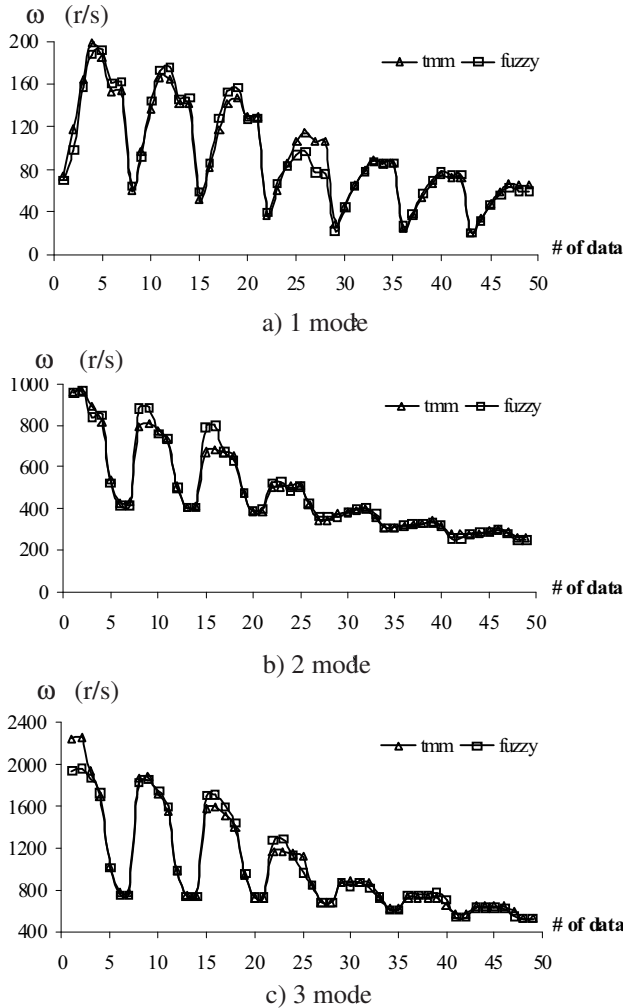 ω (r/s)
200
160
120
80
40
0
tmm fuzzy
# of data
0 5 10 15 20 25 30 35 40 45 50
a) 1 mode
ω (r/s)
1000
800
600
400
200
0
tmm fuzzy
# of data
0 5 10 15 20 25 30 35 40 45 50
b) 2 mode
ω (r/s)
2400
2000
1600
1200
800
400
tmm fuzzy
# of data
0 5 10 15 20 25 30 35 40 45 50
c) 3 mode